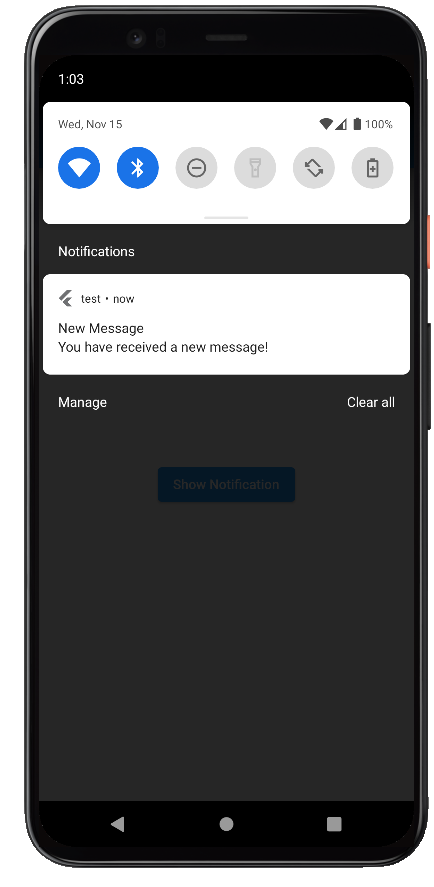 1:03
Wed, Nov 15
100%
Notifications
test • now
New Message
You have received a new message!
Manage
Clear all
Show Notification